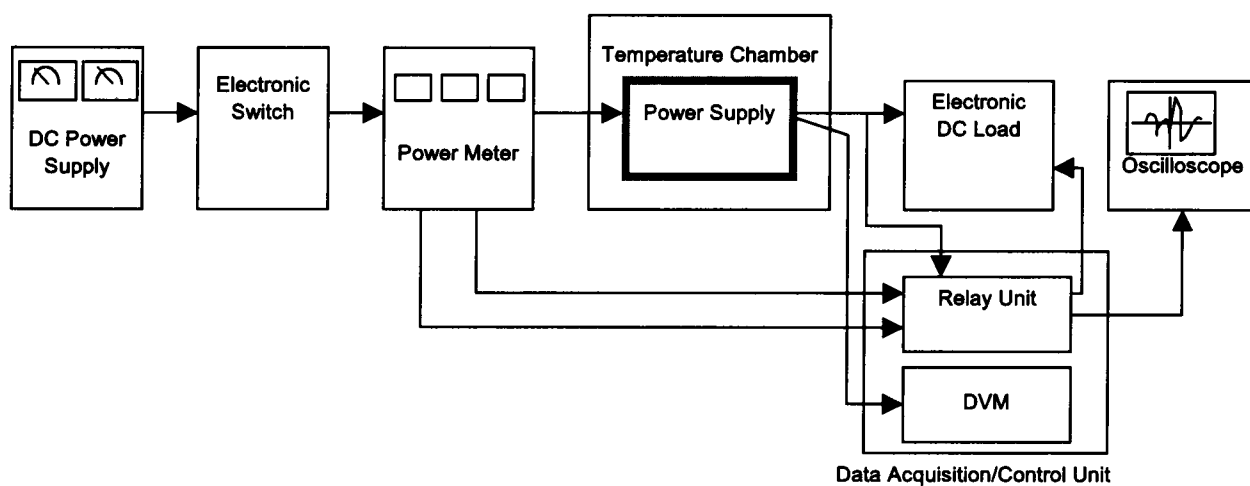 DC Power
Supply
Electronic
Switch
Power Meter
Temperature Chamber
Power Supply
Electronic
DC Load
Oscilloscope
Relay Unit
DVM
Data Acquisition/Control Unit